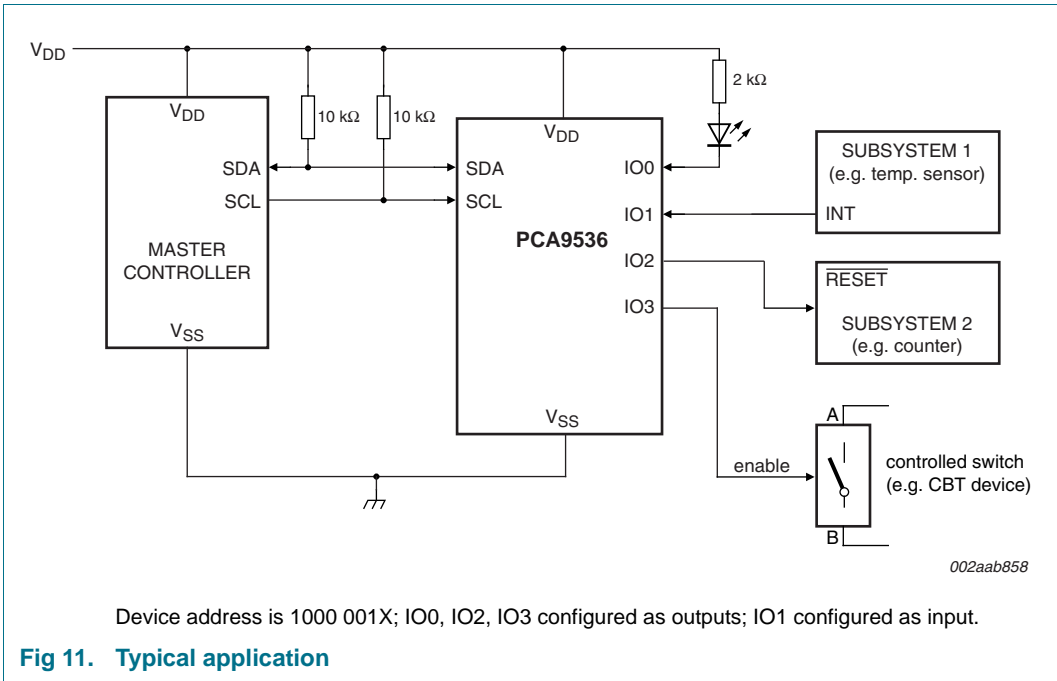 VDD
VDD
10 kΩ
10 kΩ
2 kΩ
SDA
SCL
MASTER
CONTROLLER
VSS
VDD
SDA
SCL
PCA9536
IO0
IO1
IO2
IO3
VSS
SUBSYSTEM 1
(e.g. temp. sensor)
INT
RESET
SUBSYSTEM 2
(e.g. counter)
A
enable
controlled switch
(e.g. CBT device)
B
002aab858
Device address is 1000 001X; IO0, IO2, IO3 configured as outputs; IO1 configured as input.
Fig 11. Typical application